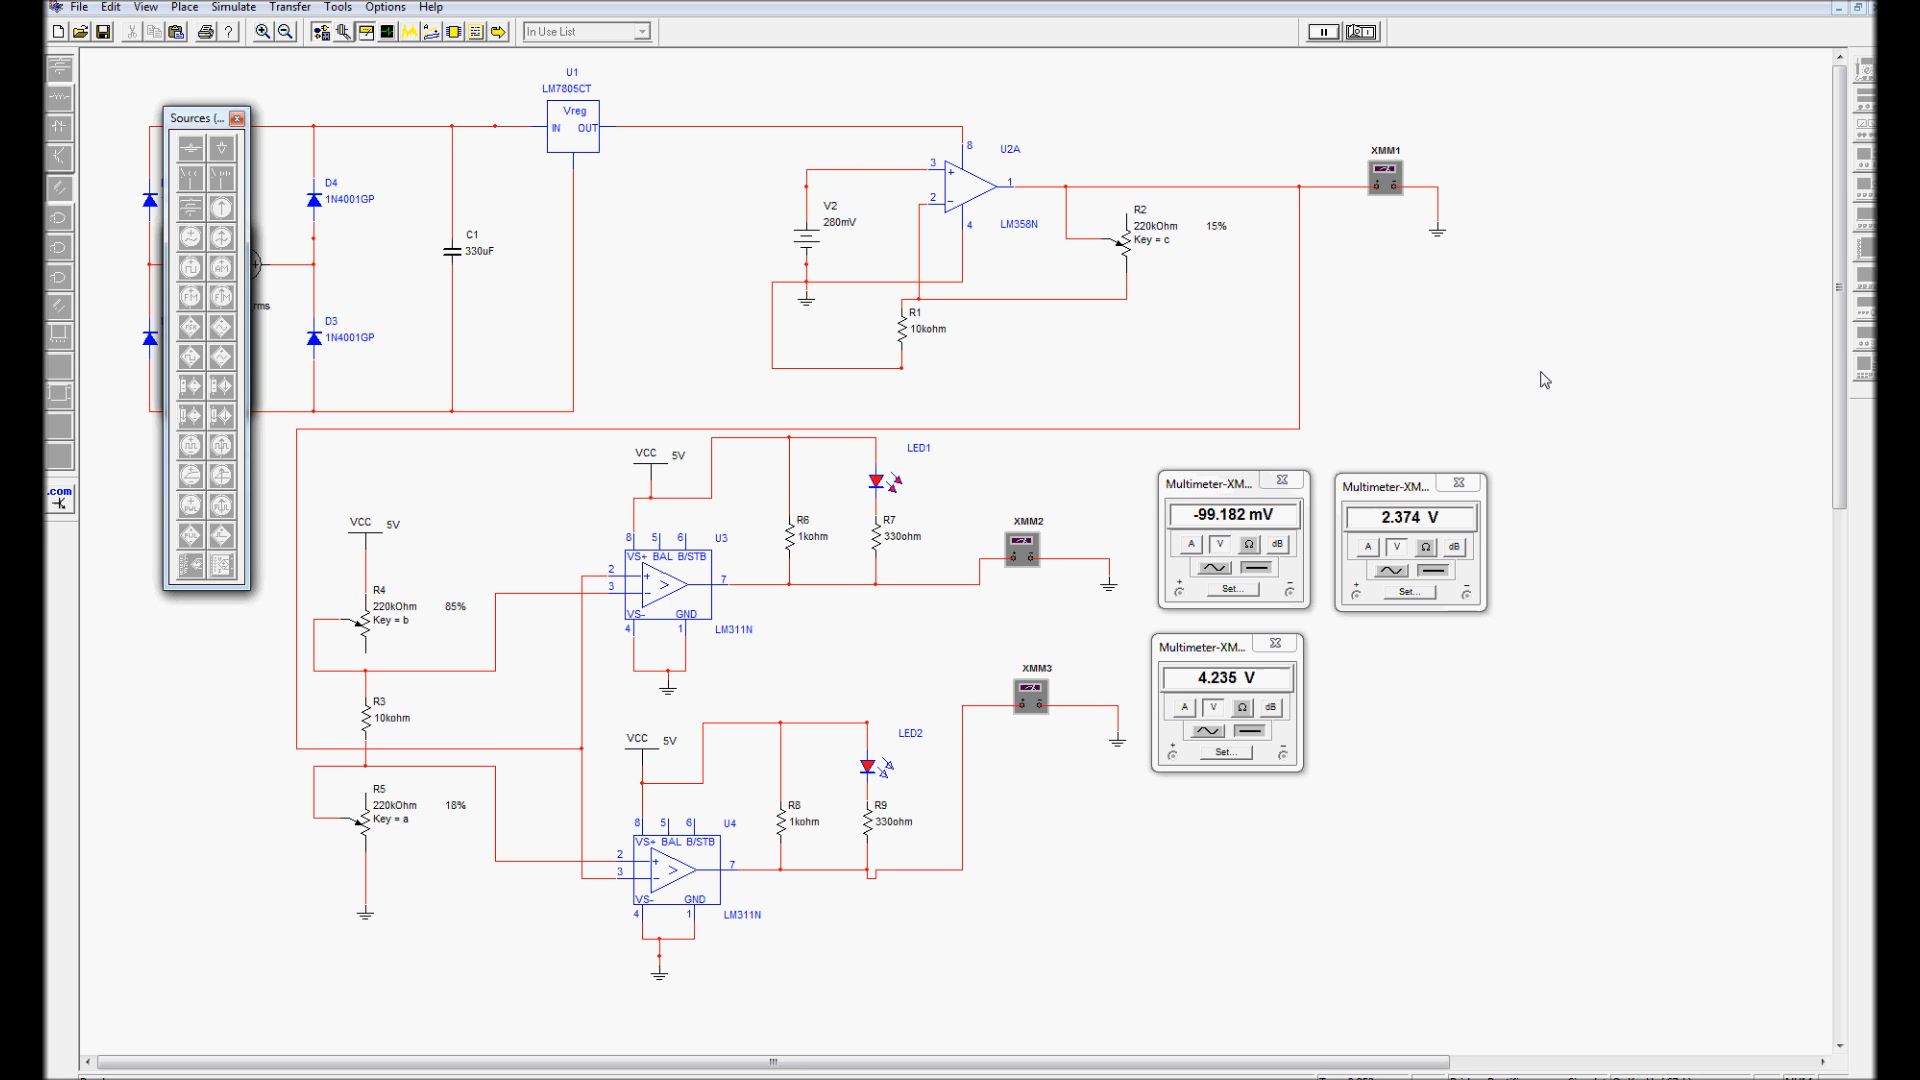 File Edit View Place Simulate Transfer Tools Options Help
In Use List
Sources (...
.com
rms
D4
1N4001GP
D3
1N4001GP
C1
330uF
U1
LM7805CT
Vreg
IN OUT
V2
280mV
3
2
8
4
1
U2A
LM358N
R1
10kohm
R2
220kOhm 15%
Key = c
XMM1
VCC 5V
R4
220kOhm 85%
Key = b
R3
10kohm
R5
220kOhm 18%
Key = a
VCC 5V
8 5 6 U3
VS+ BAL B/STB
2
3
7
VS- GND
4 1
LM311N
R6
1kohm
LED1
R7
330ohm
XMM2
VCC 5V
8 5 6 U4
VS+ BAL B/STB
2
3
7
VS- GND
4 1
LM311N
R8
1kohm
LED2
R9
330ohm
XMM3
Multimeter-XM...
-99.182 mV
A V Ω dB
Set...
Multimeter-XM...
2.374 V
A V Ω dB
Set...
Multimeter-XM...
4.235 V
A V Ω dB
Set...